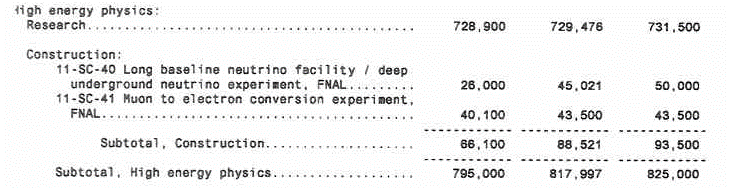 High energy physics:
Research........................................... 728,900 729,476 731,500
Construction:
11-SC-40 Long baseline neutrino facility / deep
underground neutrino experiment, FNAL......... 26,000 45,021 50,000
11-SC-41 Muon to electron conversion experiment,
FNAL......................................... 40,100 43,500 43,500
Subtotal, Construction................... 66,100 88,521 93,500
Subtotal, High energy physics.................. 795,000 817,997 825,000